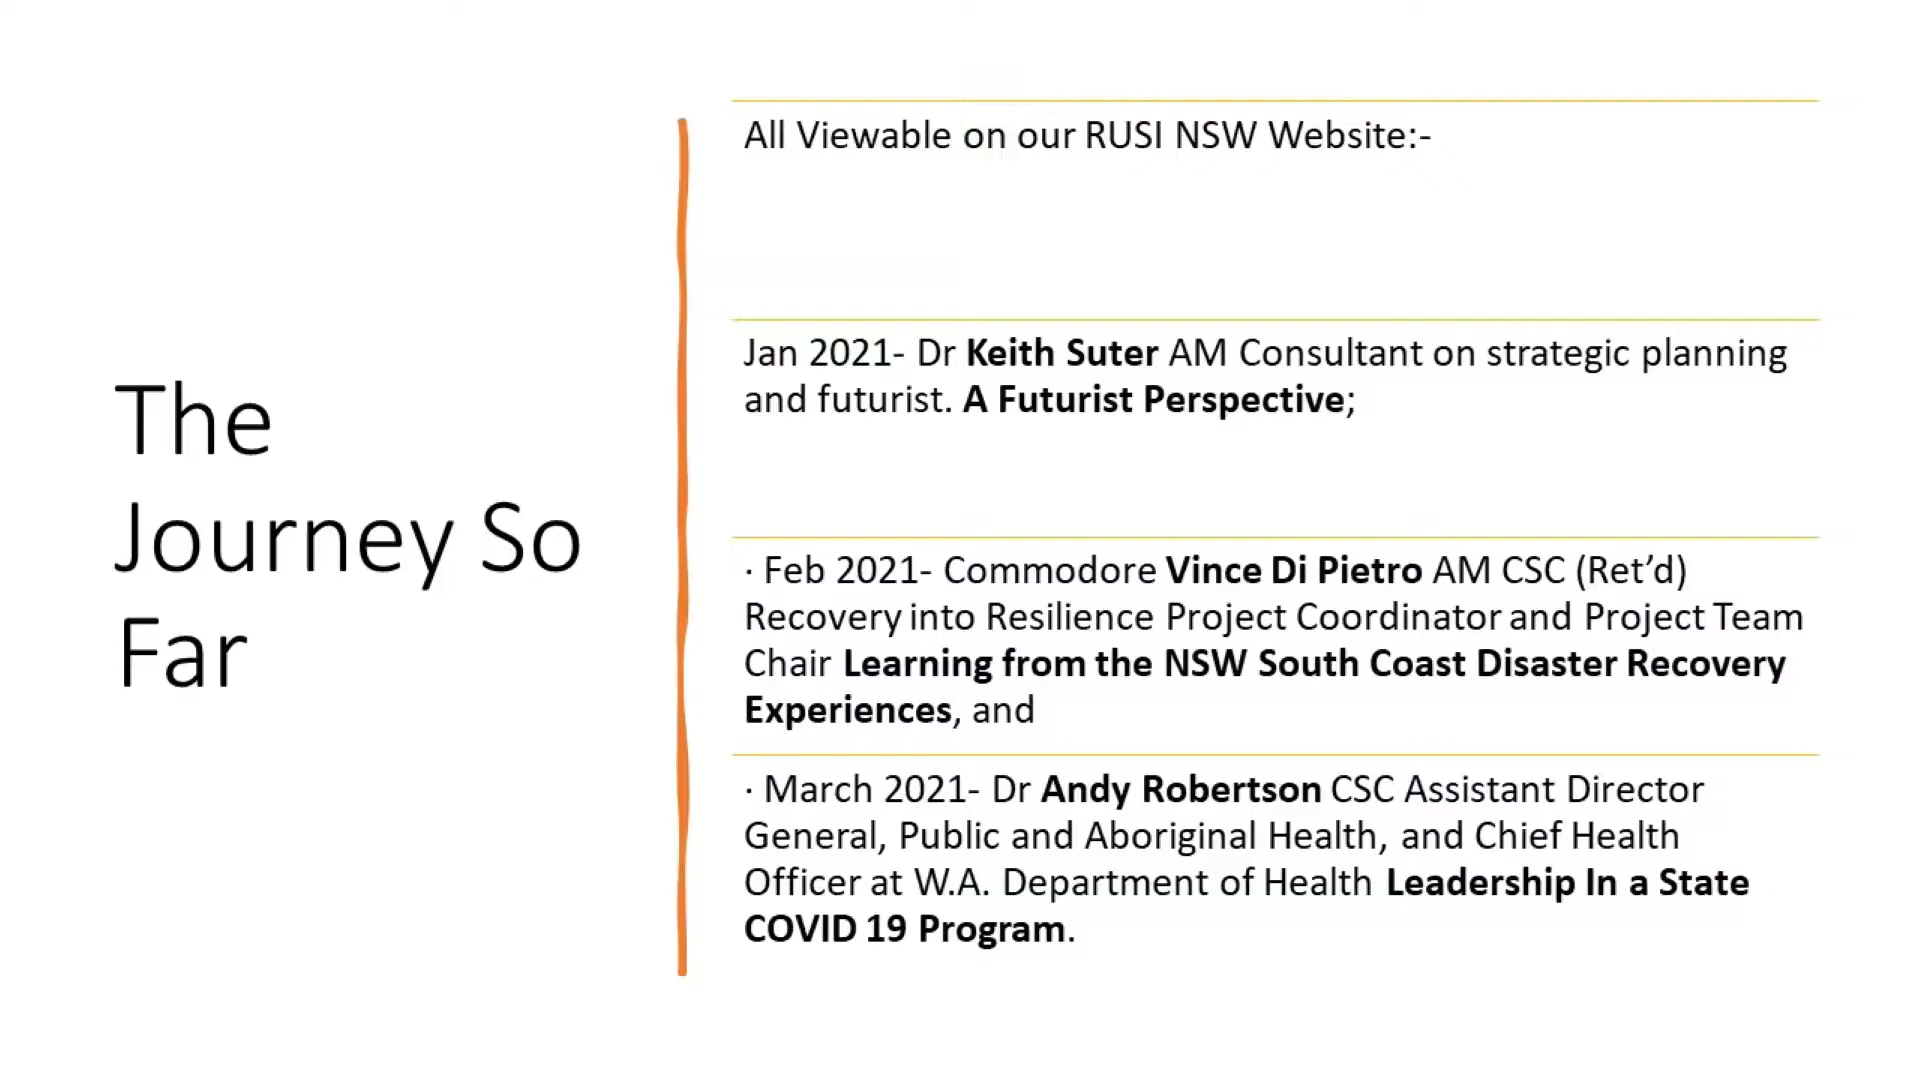 The
Journey So
Far
All Viewable on our RUSI NSW Website:-
Jan 2021- Dr Keith Suter AM Consultant on strategic planning
and futurist. A Futurist Perspective;
· Feb 2021- Commodore Vince Di Pietro AM CSC (Ret’d)
Recovery into Resilience Project Coordinator and Project Team
Chair Learning from the NSW South Coast Disaster Recovery
Experiences, and
· March 2021- Dr Andy Robertson CSC Assistant Director
General, Public and Aboriginal Health, and Chief Health
Officer at W.A. Department of Health Leadership In a State
COVID 19 Program.